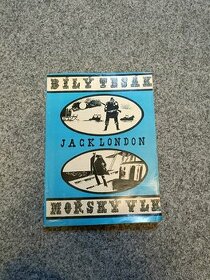 BÍLÝ TESÁK
JACK LONDON
MOŘSKÝ VLK